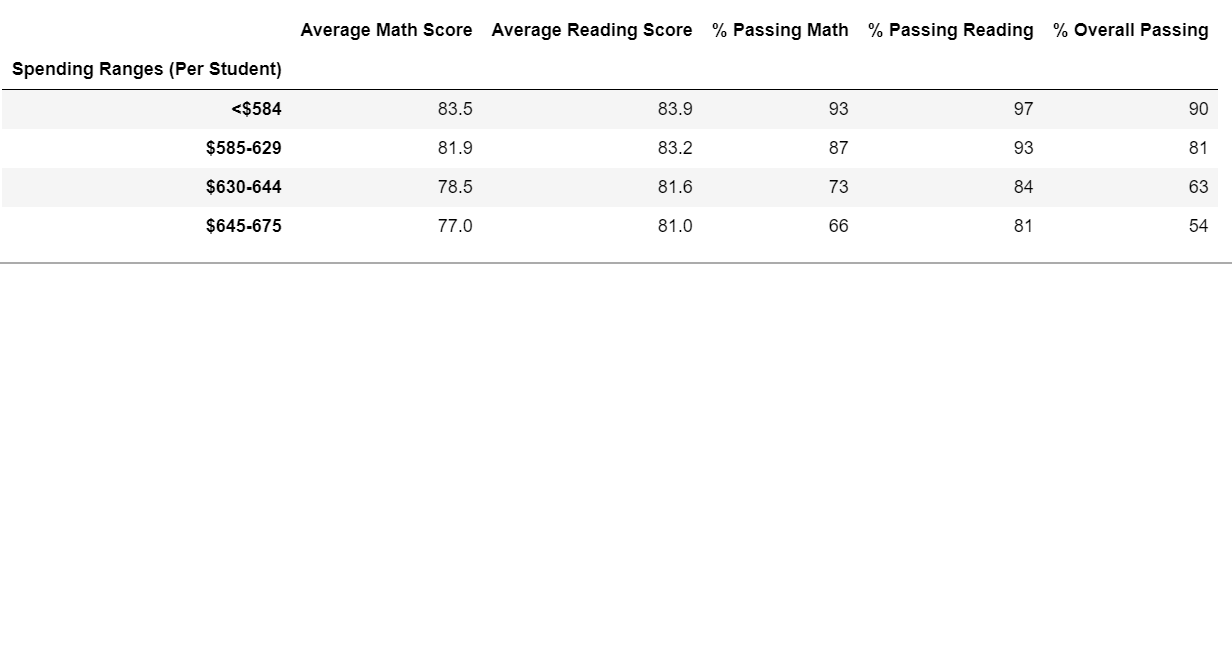 Average Math Score Average Reading Score % Passing Math % Passing Reading % Overall Passing
Spending Ranges (Per Student)
<$584 83.5 83.9 93 97 90
$585-629 81.9 83.2 87 93 81
$630-644 78.5 81.6 73 84 63
$645-675 77.0 81.0 66 81 54